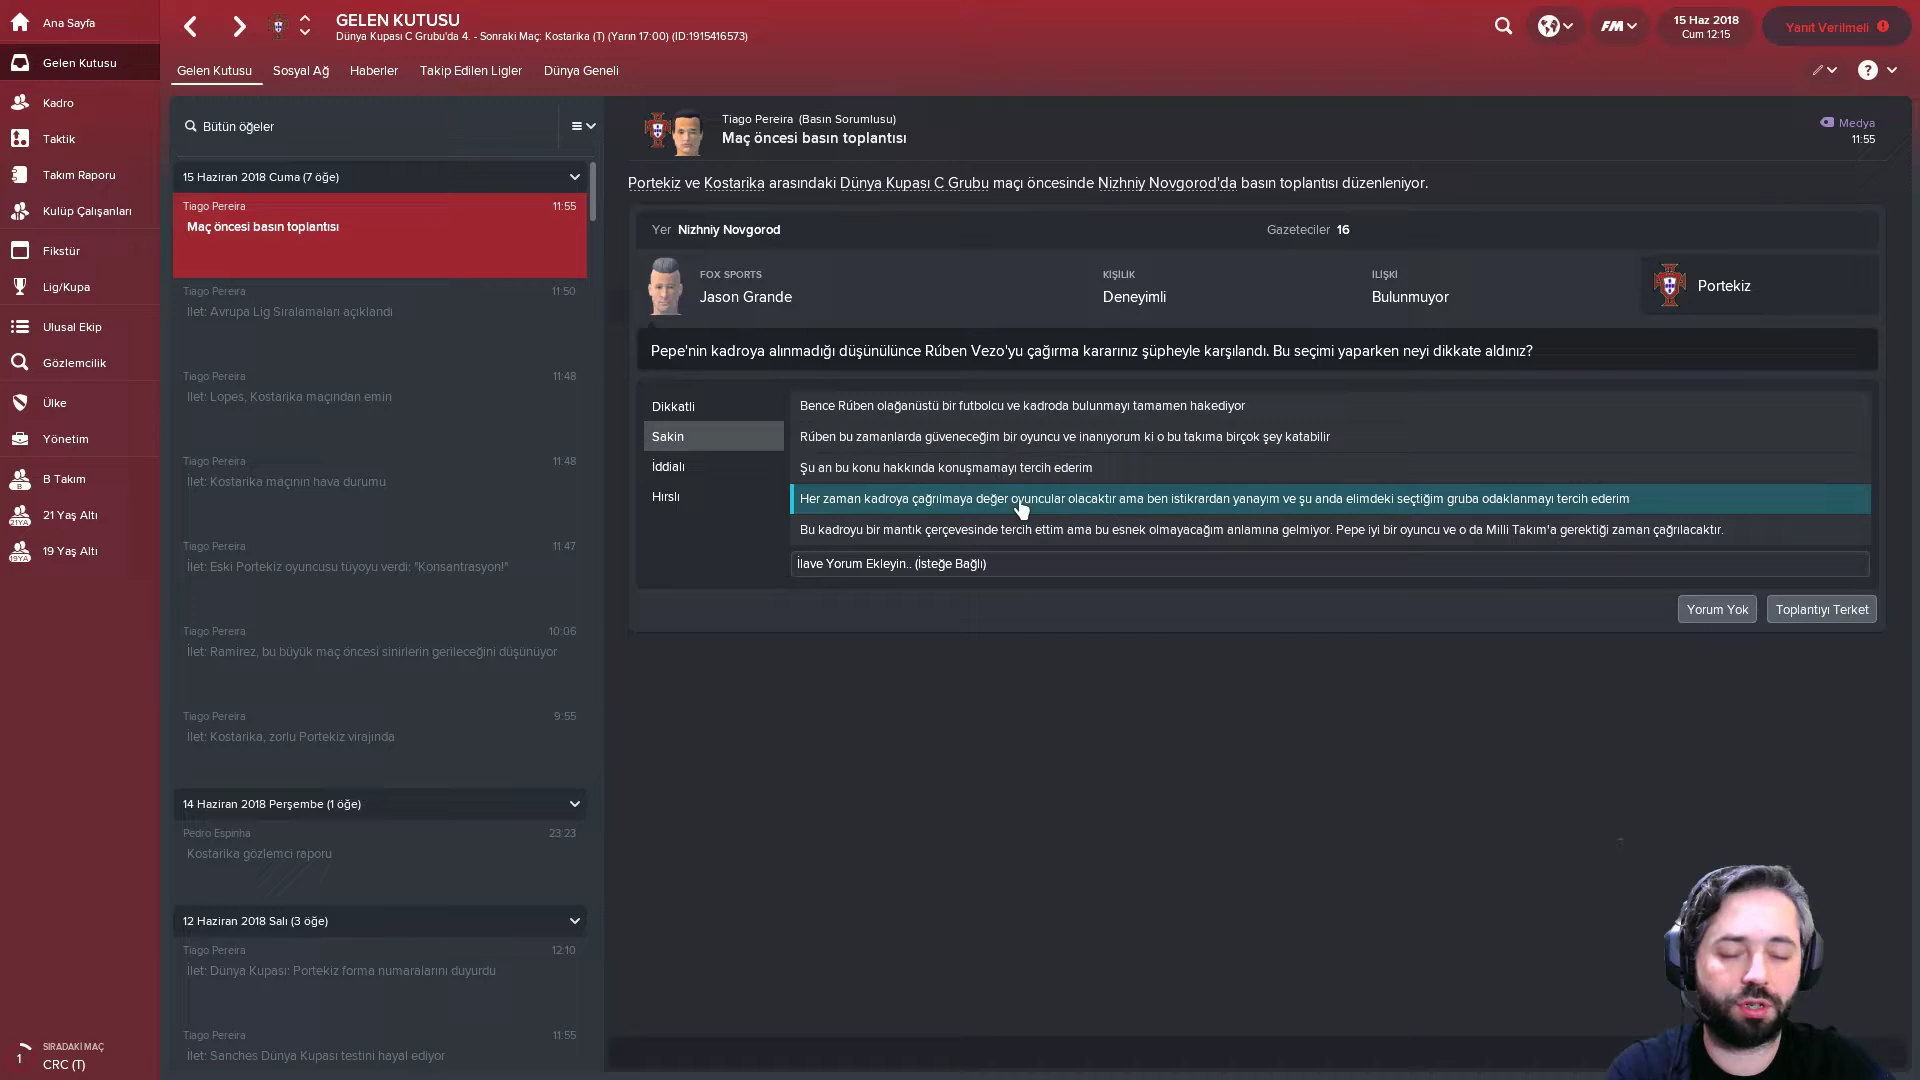 Ana Sayfa
Gelen Kutusu
Kadro
Taktik
Takım Raporu
Kulüp Çalışanları
Fikstür
Lig/Kupa
Ulusal Ekip
Gözlemcilik
Ülke
Yönetim
B Takım
21 Yaş Altı
19 Yaş Altı
1
SIRADAKİ MAÇ
CRC (T)
GELEN KUTUSU
Dünya Kupası C Grubu'da 4. - Sonraki Maç: Kostarika (T) (Yarın 17:00) (ID:1915416573)
FM
15 Haz 2018
Cum 12:15
Yanıt Verilmeli
Gelen Kutusu
Sosyal Ağ
Haberler
Takip Edilen Ligler
Dünya Geneli
Bütün öğeler
15 Haziran 2018 Cuma (7 öğe)
Tiago Pereira 11:55
Maç öncesi basın toplantısı
Tiago Pereira 11:50
İlet: Avrupa Lig Sıralamaları açıklandı
Tiago Pereira 11:48
İlet: Lopes, Kostarika maçından emin
Tiago Pereira 11:48
İlet: Kostarika maçının hava durumu
Tiago Pereira 11:47
İlet: Eski Portekiz oyuncusu tüyoyu verdi: "Konsantrasyon!"
Tiago Pereira 10:06
İlet: Ramirez, bu büyük maç öncesi sinirlerin gerileceğini düşünüyor
Tiago Pereira 9:55
İlet: Kostarika, zorlu Portekiz virajında
14 Haziran 2018 Perşembe (1 öğe)
Pedro Espinha 23:23
Kostarika gözlemci raporu
12 Haziran 2018 Salı (3 öğe)
Tiago Pereira 12:10
İlet: Dünya Kupası: Portekiz forma numaralarını duyurdu
Tiago Pereira 11:55
İlet: Sanches Dünya Kupası testini hayal ediyor
Tiago Pereira (Basın Sorumlusu)
Maç öncesi basın toplantısı
Medya
11:55
Portekiz ve Kostarika arasındaki Dünya Kupası C Grubu maçı öncesinde Nizhniy Novgorod'da basın toplantısı düzenleniyor.
Yer Nizhniy Novgorod
Gazeteciler 16
FOX SPORTS
Jason Grande
KİŞİLİK
Deneyimli
İLİŞKİ
Bulunmuyor
Portekiz
Pepe'nin kadroya alınmadığı düşünülünce Rúben Vezo'yu çağırma kararınız şüpheyle karşılandı. Bu seçimi yaparken neyi dikkate aldınız?
Dikkatli
Sakin
İddialı
Hırslı
Bence Rúben olağanüstü bir futbolcu ve kadroda bulunmayı tamamen hakediyor
Rúben bu zamanlarda güveneceğim bir oyuncu ve inanıyorum ki o bu takıma birçok şey katabilir
Şu an bu konu hakkında konuşmamayı tercih ederim
Her zaman kadroya çağrılmaya değer oyuncular olacaktır ama ben istikrardan yanayım ve şu anda elimdeki seçtiğim gruba odaklanmayı tercih ederim
Bu kadroyu bir mantık çerçevesinde tercih ettim ama bu esnek olmayacağım anlamına gelmiyor. Pepe iyi bir oyuncu ve o da Milli Takım'a gerektiği zaman çağrılacaktır.
İlave Yorum Ekleyin.. (İsteğe Bağlı)
Yorum Yok
Toplantıyı Terket